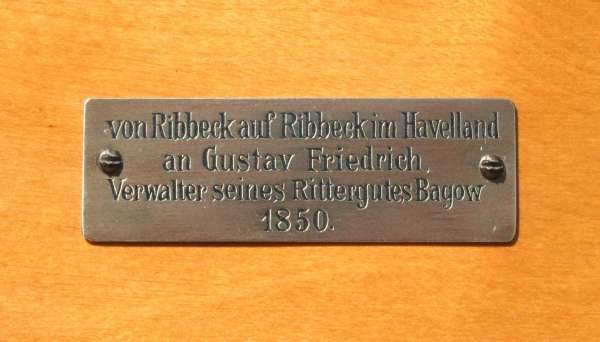 von Ribbeck auf Ribbeck im Havelland
an Gustav Friedrich,
Verwalter seines Rittergutes Bagow
1850.